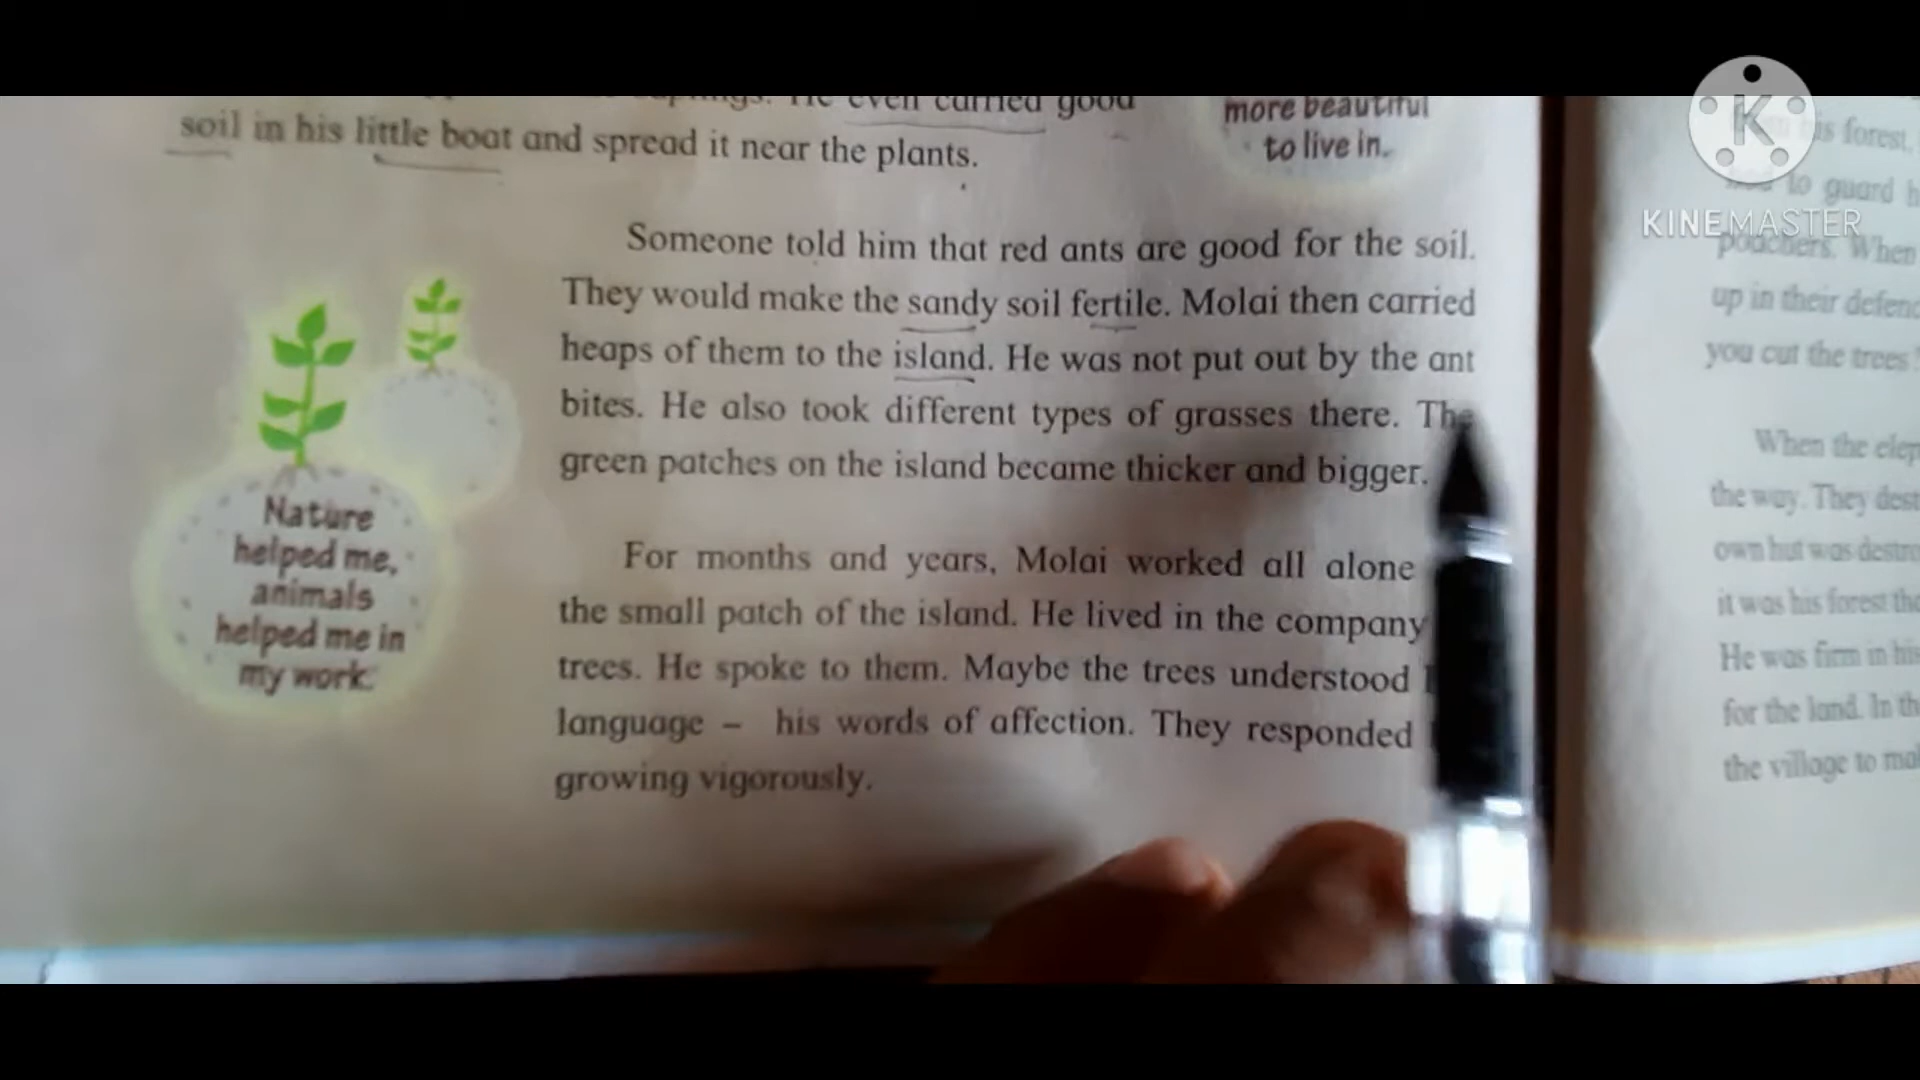 He even carried good
soil in his little boat and spread it near the plants.
more beautiful
to live in.
Someone told him that red ants are good for the soil.
They would make the sandy soil fertile. Molai then carried
heaps of them to the island. He was not put out by the ant
bites. He also took different types of grasses there. The
green patches on the island became thicker and bigger.
For months and years, Molai worked all alone
the small patch of the island. He lived in the company
trees. He spoke to them. Maybe the trees understood
language – his words of affection. They responded
growing vigorously.
Nature
helped me,
animals
helped me in
my work.
K
KINEMASTER
his forest.
to guard
poachers. When
up in their
you cut the trees
When the
the way. They
own hut was
it was his forest
He was firm in his
for the land. In
the village to